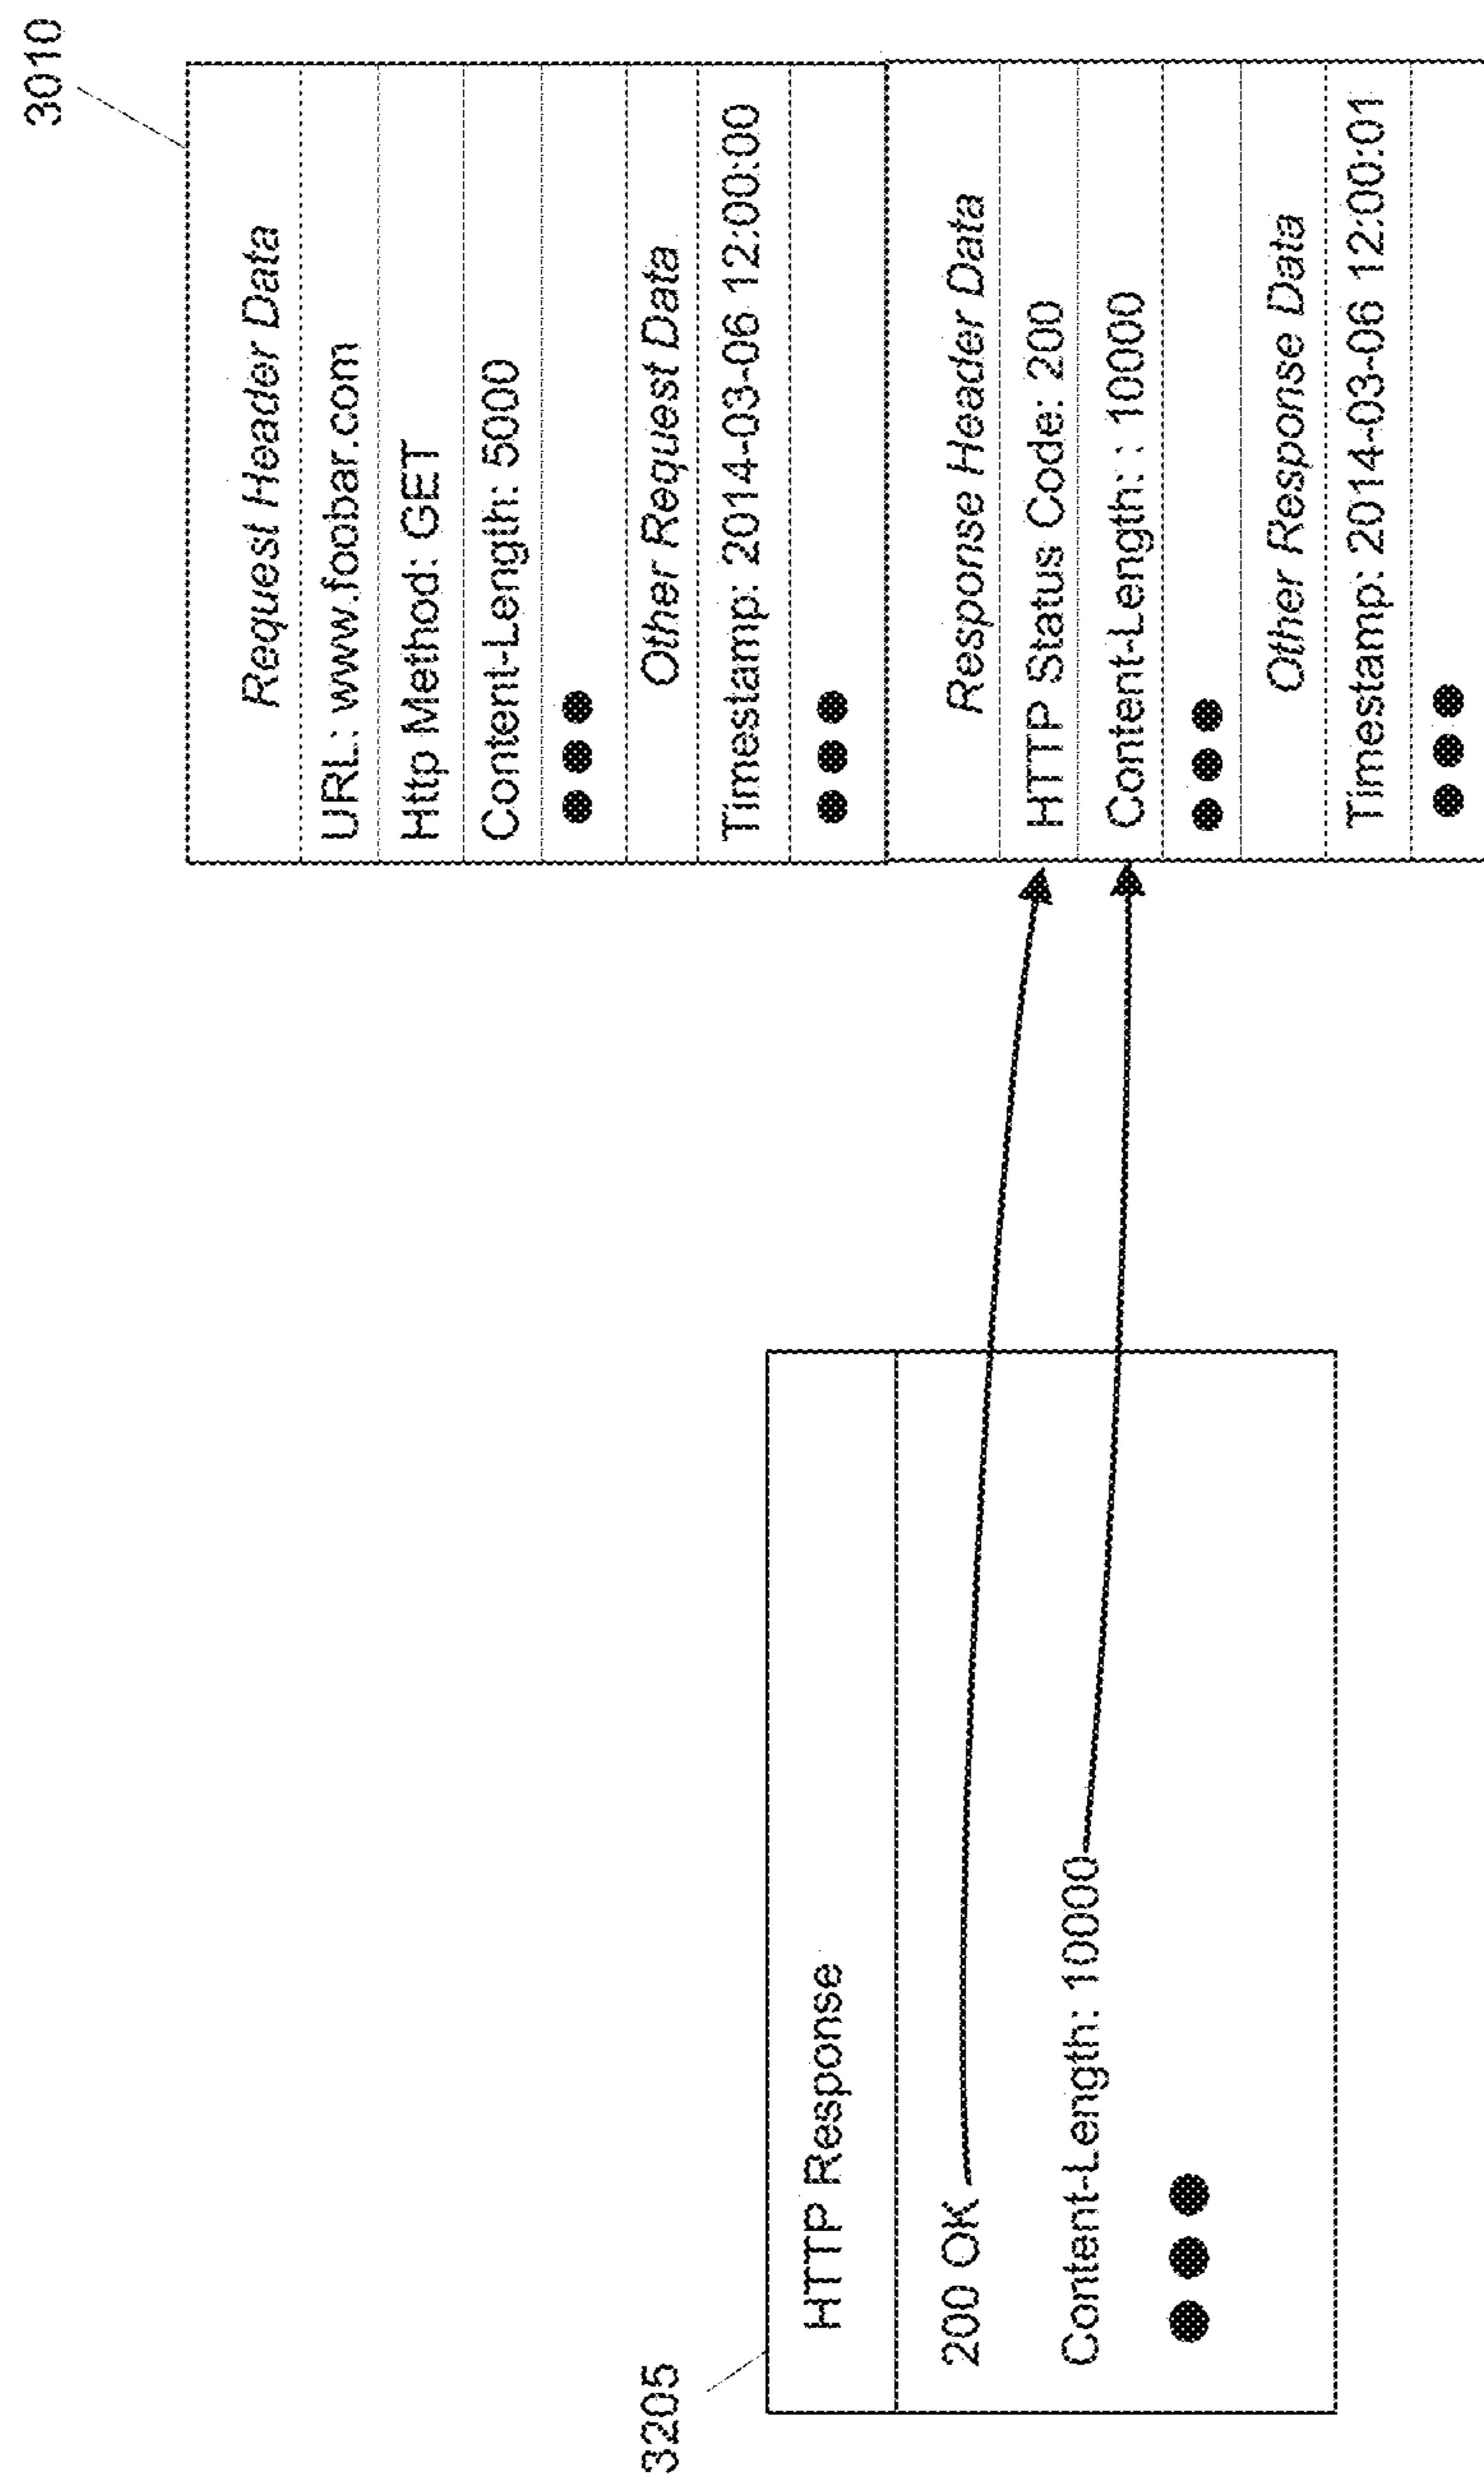 3205
HTTP Response
200 OK
Content-Length: 10000
3010
Request Header Data
URL: www.foobar.com
Http Method: GET
Content-Length: 5000
Other Request Data
Timestamp: 2014-03-06 12:00:00
Response Header Data
HTTP Status Code: 200
Content-Length: : 10000
Other Response Data
Timestamp: 2014-03-06 12:00:01